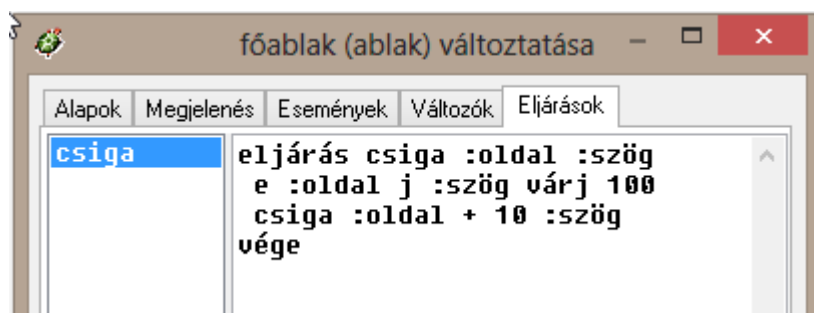 főablak (ablak) változtatása
Alapok Megjelenés Események Változók Eljárások
csiga
eljárás csiga :oldal :szög
e :oldal j :szög várj 100
csiga :oldal + 10 :szög
vége